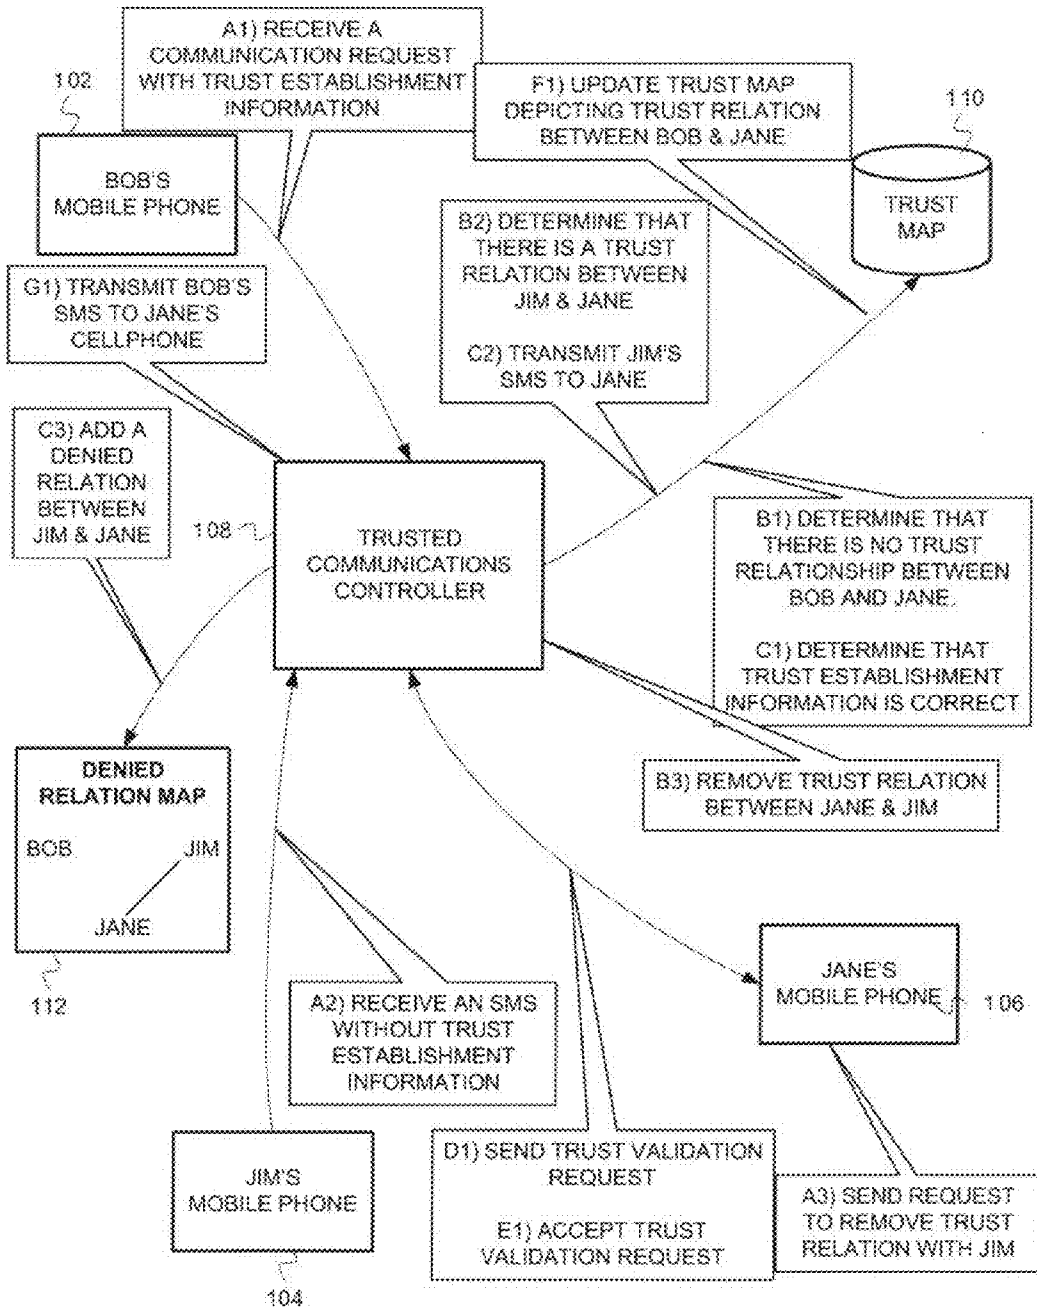 A1) RECEIVE A
COMMUNICATION REQUEST
WITH TRUST ESTABLISHMENT
INFORMATION
102
F1) UPDATE TRUST MAP
DEPICTING TRUST RELATION
BETWEEN BOB & JANE
110
BOB'S
MOBILE PHONE
TRUST
MAP
B2) DETERMINE THAT
THERE IS A TRUST
RELATION BETWEEN
JIM & JANE
C2) TRANSMIT JIM'S
SMS TO JANE
G1) TRANSMIT BOB'S
SMS TO JANE'S
CELLPHONE
C3) ADD A
DENIED
RELATION
BETWEEN
JIM & JANE
108
TRUSTED
COMMUNICATIONS
CONTROLLER
B1) DETERMINE THAT
THERE IS NO TRUST
RELATIONSHIP BETWEEN
BOB AND JANE.
C1) DETERMINE THAT
TRUST ESTABLISHMENT
INFORMATION IS CORRECT
DENIED
RELATION MAP
BOB
JIM
JANE
112
B3) REMOVE TRUST RELATION
BETWEEN JANE & JIM
JANE'S
MOBILE PHONE
106
A2) RECEIVE AN SMS
WITHOUT TRUST
ESTABLISHMENT
INFORMATION
JIM'S
MOBILE PHONE
104
D1) SEND TRUST VALIDATION
REQUEST
E1) ACCEPT TRUST
VALIDATION REQUEST
A3) SEND REQUEST
TO REMOVE TRUST
RELATION WITH JIM